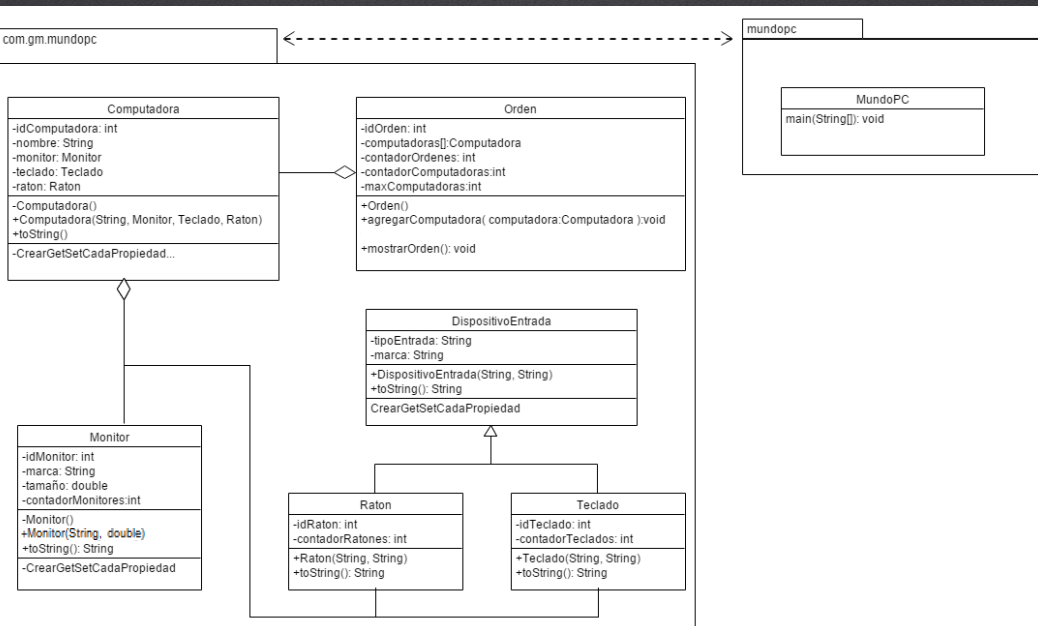 com.gm.mundopc
mundopc
MundoPC
main(String[]): void
Computadora
-idComputadora: int
-nombre: String
-monitor: Monitor
-teclado: Teclado
-raton: Raton
-Computadora()
+Computadora(String, Monitor, Teclado, Raton)
+toString()
-CrearGetSetCadaPropiedad...
Orden
-idOrden: int
-computadoras[]:Computadora
-contadorOrdenes: int
-contadorComputadoras:int
-maxComputadoras:int
+Orden()
+agregarComputadora( computadora:Computadora ):void
+mostrarOrden(): void
DispositivoEntrada
-tipoEntrada: String
-marca: String
+DispositivoEntrada(String, String)
+toString(): String
CrearGetSetCadaPropiedad
Monitor
-idMonitor: int
-marca: String
-tamaño: double
-contadorMonitores:int
-Monitor()
+Monitor(String, double)
+toString(): String
-CrearGetSetCadaPropiedad
Raton
-idRaton: int
-contadorRatones: int
+Raton(String, String)
+toString(): String
Teclado
-idTeclado: int
-contadorTeclados: int
+Teclado(String, String)
+toString(): String